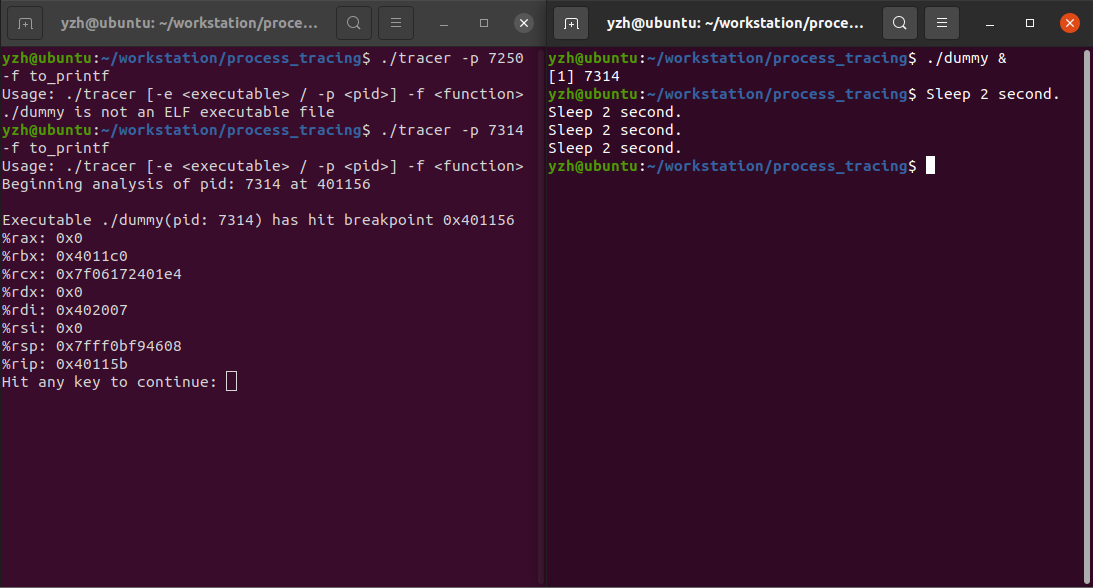 yzh@ubuntu: ~/workstation/process_traci...
yzh@ubuntu:~/workstation/process_tracing$ ./tracer -p 7250
-f to_printf
Usage: ./tracer [-e <executable> / -p <pid>] -f <function>
./dummy is not an ELF executable file
yzh@ubuntu:~/workstation/process_tracing$ ./tracer -p 7314
-f to_printf
Usage: ./tracer [-e <executable> / -p <pid>] -f <function>
Beginning analysis of pid: 7314 at 401156
Executable ./dummy(pid: 7314) has hit breakpoint 0x401156
%rax: 0x0
%rbx: 0x4011c0
%rcx: 0x7f06172401e4
%rdx: 0x0
%rdi: 0x402007
%rsi: 0x0
%rsp: 0x7fff0bf94608
%rip: 0x40115b
Hit any key to continue:
yzh@ubuntu: ~/workstation/proce...
yzh@ubuntu:~/workstation/process_tracing$ ./dummy &
[1] 7314
yzh@ubuntu:~/workstation/process_tracing$ Sleep 2 second.
Sleep 2 second.
Sleep 2 second.
Sleep 2 second.
yzh@ubuntu:~/workstation/process_tracing$